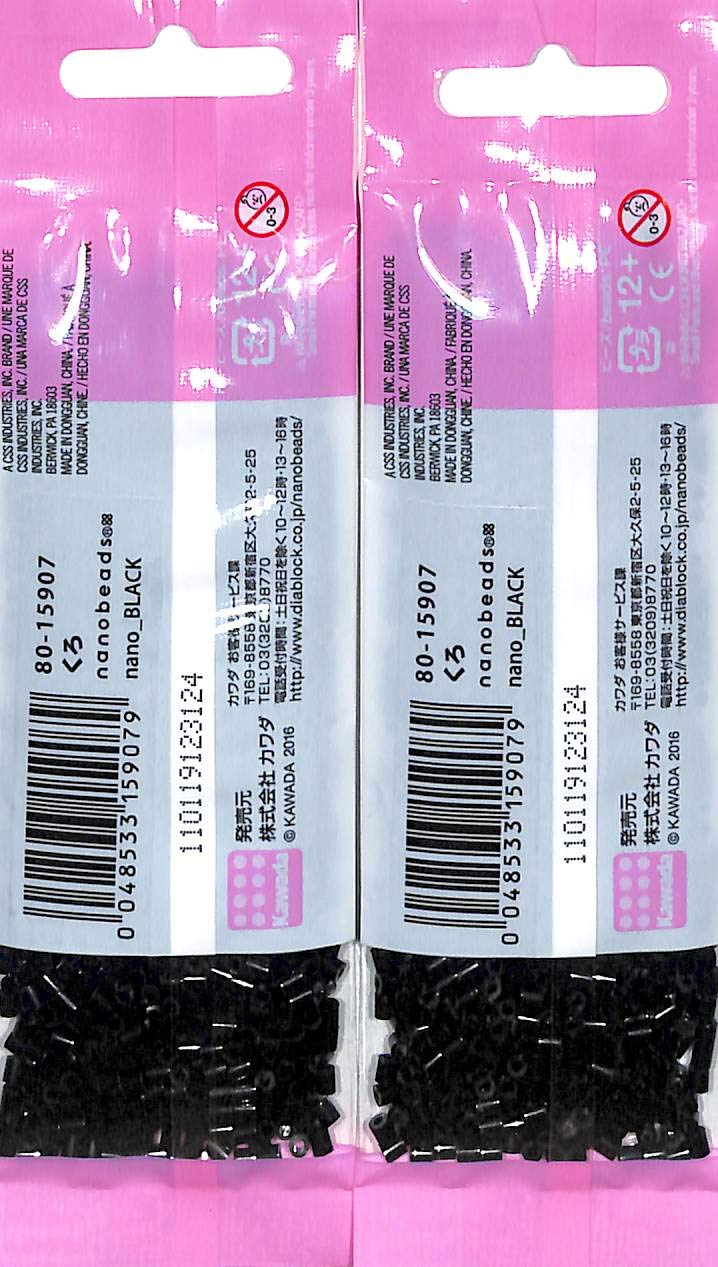 A CSS INDUSTRIES, INC. BRAND / UNE MARQUE DE
CSS INDUSTRIES, INC. / UNA MARCA DE CSS
INDUSTRIES, INC.
BERWICK, PA 18603
MADE IN DONGGUAN, CHINA /
DONGGUAN, CHINE / HECHO EN DONGGUAN, CHINA
80-15907
くろ
nanobeads®88
nano_BLACK
0 048533 159079
110119123124
0-3
12+
CE
カワダ お客様サービス課
〒169-8558 東京都新宿区大久保2-5-25
TEL:03(3209)8770
電話受付時間：土日祝日を除く10〜12時・13〜16時
http://www.diablock.co.jp/nanobeads/
発売元
株式会社 カワダ
© KAWADA 2016
Kawada
A CSS INDUSTRIES, INC. BRAND / UNE MARQUE DE
CSS INDUSTRIES, INC. / UNA MARCA DE CSS
INDUSTRIES, INC.
BERWICK, PA 18603
MADE IN DONGGUAN, CHINA / FABRIQUÉ À
DONGGUAN, CHINE / HECHO EN DONGGUAN, CHINA
80-15907
くろ
nanobeads®88
nano_BLACK
0 048533 159079
110119123124
0-3
ビーズ/beads: PE
12+
CE
カワダ お客様サービス課
〒169-8558 東京都新宿区大久保2-5-25
TEL:03(3209)8770
電話受付時間：土日祝日を除く10〜12時・13〜16時
http://www.diablock.co.jp/nanobeads/
発売元
株式会社 カワダ
© KAWADA 2016
Kawada